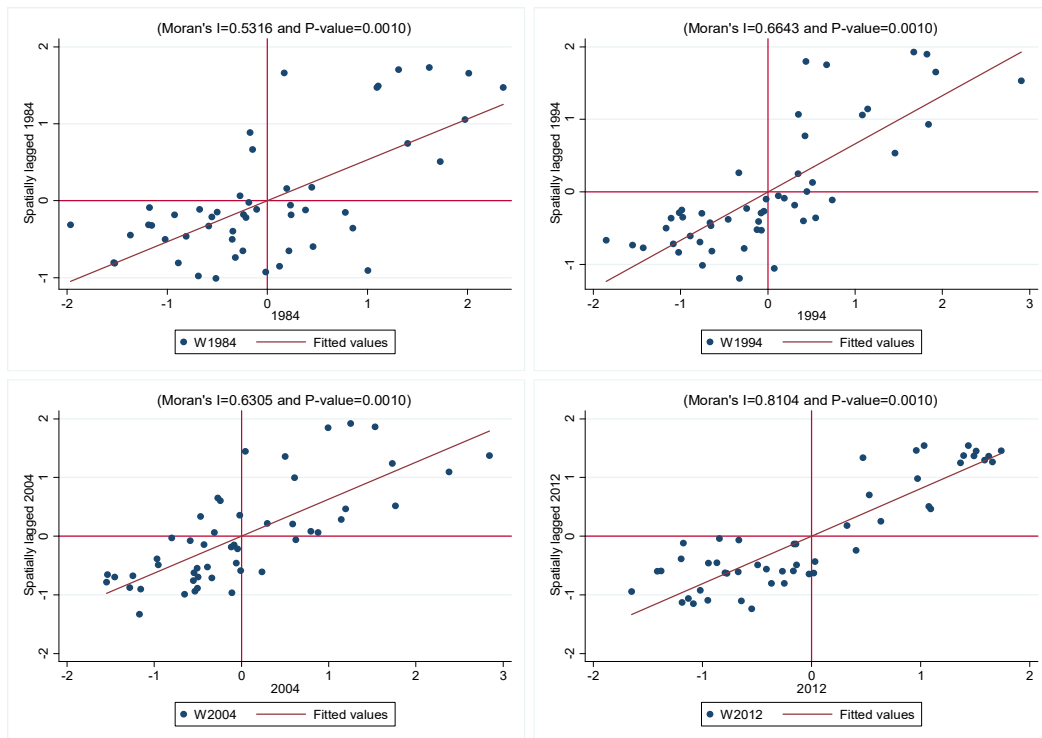 (Moran's I=0.5316 and P-value=0.0010)
Spatially lagged 1984
2
1
0
-1
-2
-1
0
1
2
1984
W1984
Fitted values
(Moran's I=0.6643 and P-value=0.0010)
Spatially lagged 1994
2
1
0
-1
-2
-1
0
1
2
3
1994
W1994
Fitted values
(Moran's I=0.6305 and P-value=0.0010)
Spatially lagged 2004
2
1
0
-1
-2
-2
-1
0
1
2
3
2004
W2004
Fitted values
(Moran's I=0.8104 and P-value=0.0010)
Spatially lagged 2012
2
1
0
-1
-2
-2
-1
0
1
2
2012
W2012
Fitted values